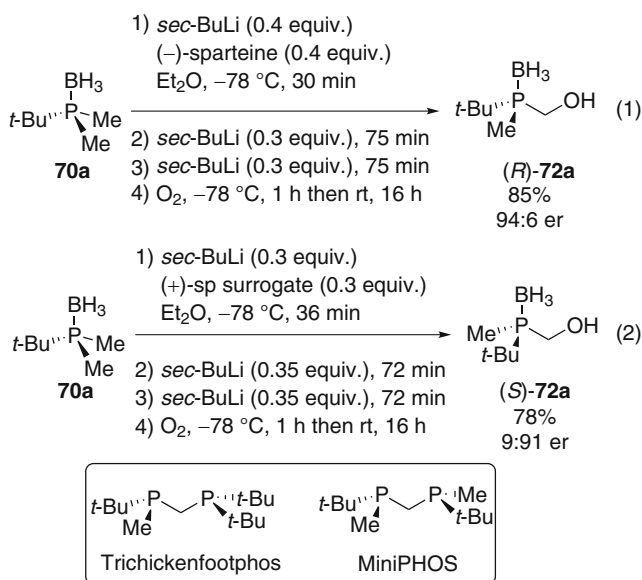 1) sec-BuLi (0.4 equiv.)
(−)-sparteine (0.4 equiv.)
Et2O, −78 °C, 30 min
BH3
t-Bu P Me
Me
70a
2) sec-BuLi (0.3 equiv.), 75 min
3) sec-BuLi (0.3 equiv.), 75 min
4) O2, −78 °C, 1 h then rt, 16 h
BH3
t-Bu P OH
Me
(1)
(R)-72a
85%
94:6 er
1) sec-BuLi (0.3 equiv.)
(+)-sp surrogate (0.3 equiv.)
Et2O, −78 °C, 36 min
BH3
t-Bu P Me
Me
70a
2) sec-BuLi (0.35 equiv.), 72 min
3) sec-BuLi (0.35 equiv.), 72 min
4) O2, −78 °C, 1 h then rt, 16 h
BH3
Me P OH
t-Bu
(2)
(S)-72a
78%
9:91 er
t-Bu P P t-Bu
Me t-Bu
Trichickenfootphos
t-Bu P P Me
Me t-Bu
MiniPHOS